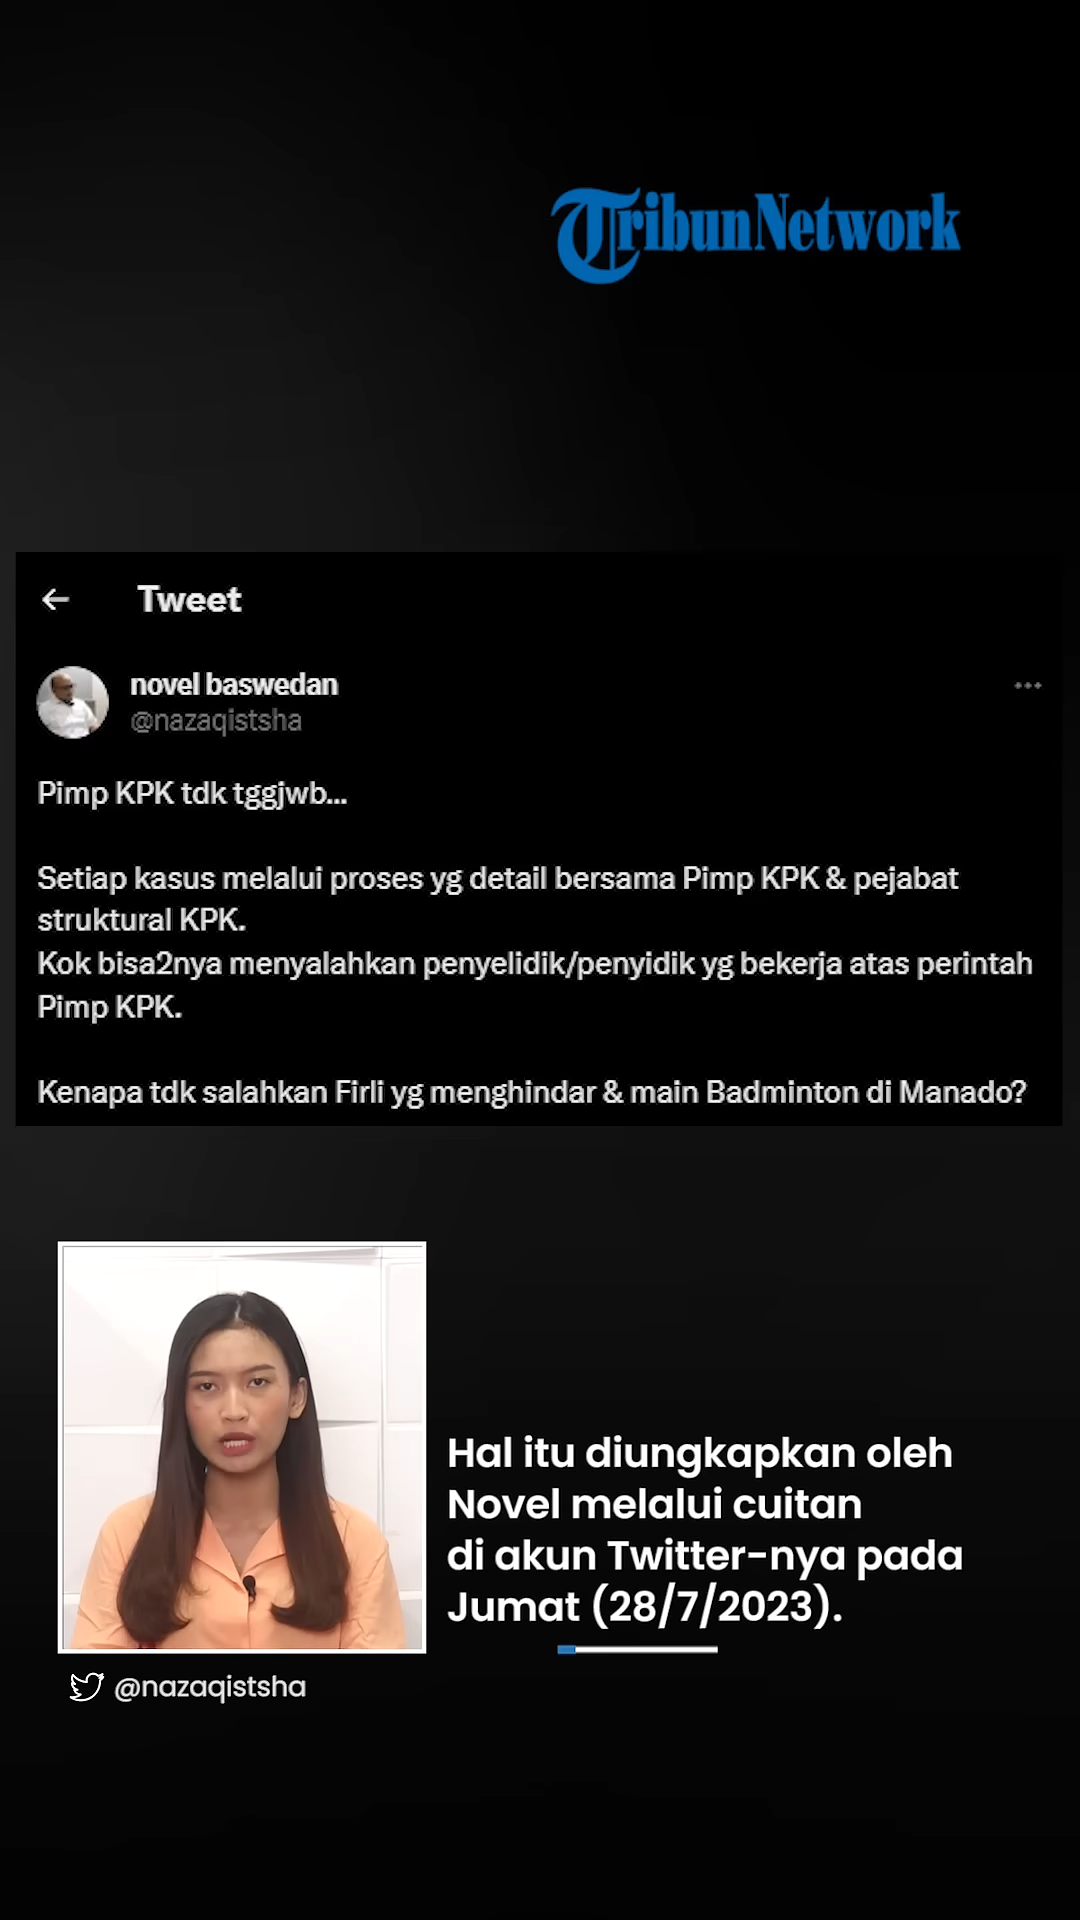 TribunNetwork
Tweet
novel baswedan
@nazaqistsha
Pimp KPK tdk tggjwb...
Setiap kasus melalui proses yg detail bersama Pimp KPK & pejabat
struktural KPK.
Kok bisa2nya menyalahkan penyelidik/penyidik yg bekerja atas perintah
Pimp KPK.
Kenapa tdk salahkan Firli yg menghindar & main Badminton di Manado?
Hal itu diungkapkan oleh
Novel melalui cuitan
di akun Twitter-nya pada
Jumat (28/7/2023).
@nazaqistsha